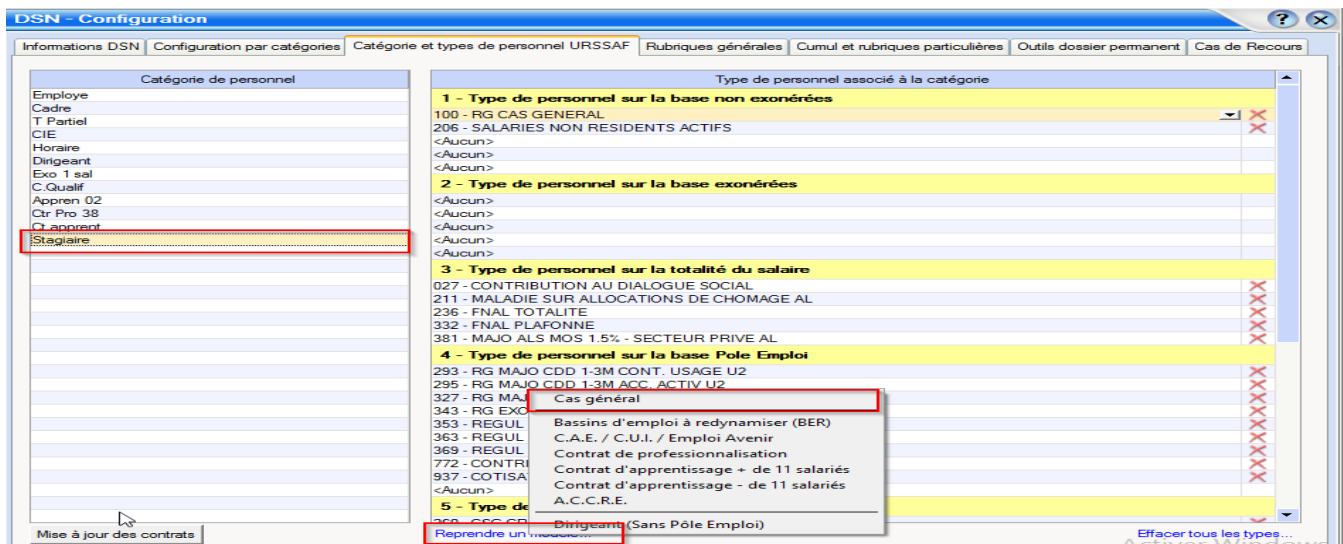 DSN - Configuration
Informations DSN Configuration par catégories Catégorie et types de personnel URSSAF Rubriques générales Cumul et rubriques particulières Outils dossier permanent Cas de Recours
Catégorie de personnel
Employe
Cadre
T Partiel
CIE
Horaire
Dirigeant
Exo 1 sal
C.Qualif
Appren 02
Ctr Pro 38
Ct apprent
Stagiaire
Mise à jour des contrats
Type de personnel associé à la catégorie
1 - Type de personnel sur la base non exonérées
100 - RG CAS GENERAL
206 - SALARIES NON RESIDENTS ACTIFS
<Aucun>
<Aucun>
<Aucun>
2 - Type de personnel sur la base exonérées
<Aucun>
<Aucun>
<Aucun>
<Aucun>
<Aucun>
3 - Type de personnel sur la totalité du salaire
027 - CONTRIBUTION AU DIALOGUE SOCIAL
211 - MALADIE SUR ALLOCATIONS DE CHOMAGE AL
236 - FNAL TOTALITE
332 - FNAL PLAFONNE
381 - MAJO ALS MOS 1.5% - SECTEUR PRIVE AL
4 - Type de personnel sur la base Pole Emploi
293 - RG MAJO CDD 1-3M CONT. USAGE U2
295 - RG MAJO CDD 1-3M ACC. ACTIV U2
327 - RG MAJ
343 - RG EXO
353 - REGUL
363 - REGUL
369 - REGUL
772 - CONTRI
937 - COTISA
<Aucun>
5 - Type de
Cas général
Bassins d'emploi à redynamiser (BER)
C.A.E. / C.U.I. / Emploi Avenir
Contrat de professionnalisation
Contrat d'apprentissage + de 11 salariés
Contrat d'apprentissage - de 11 salariés
A.C.C.R.E.
Dirigeant (Sans Pôle Emploi)
Reprendre un modèle...
Effacer tous les types...